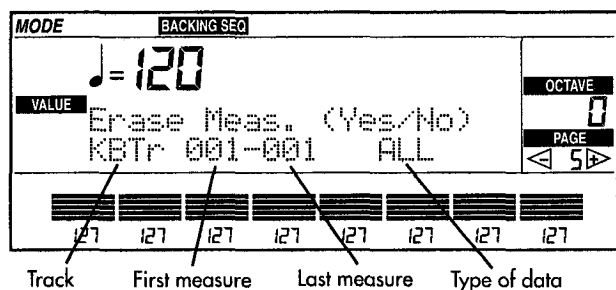 MODE BACKING SEQ
♩=120
OCTAVE
0
VALUE
Erase Meas. (Yes/No)
PAGE
KBTr 001-001 ALL
- 5 +
127 127 127 127 127 127 127 127
Track First measure Last measure Type of data